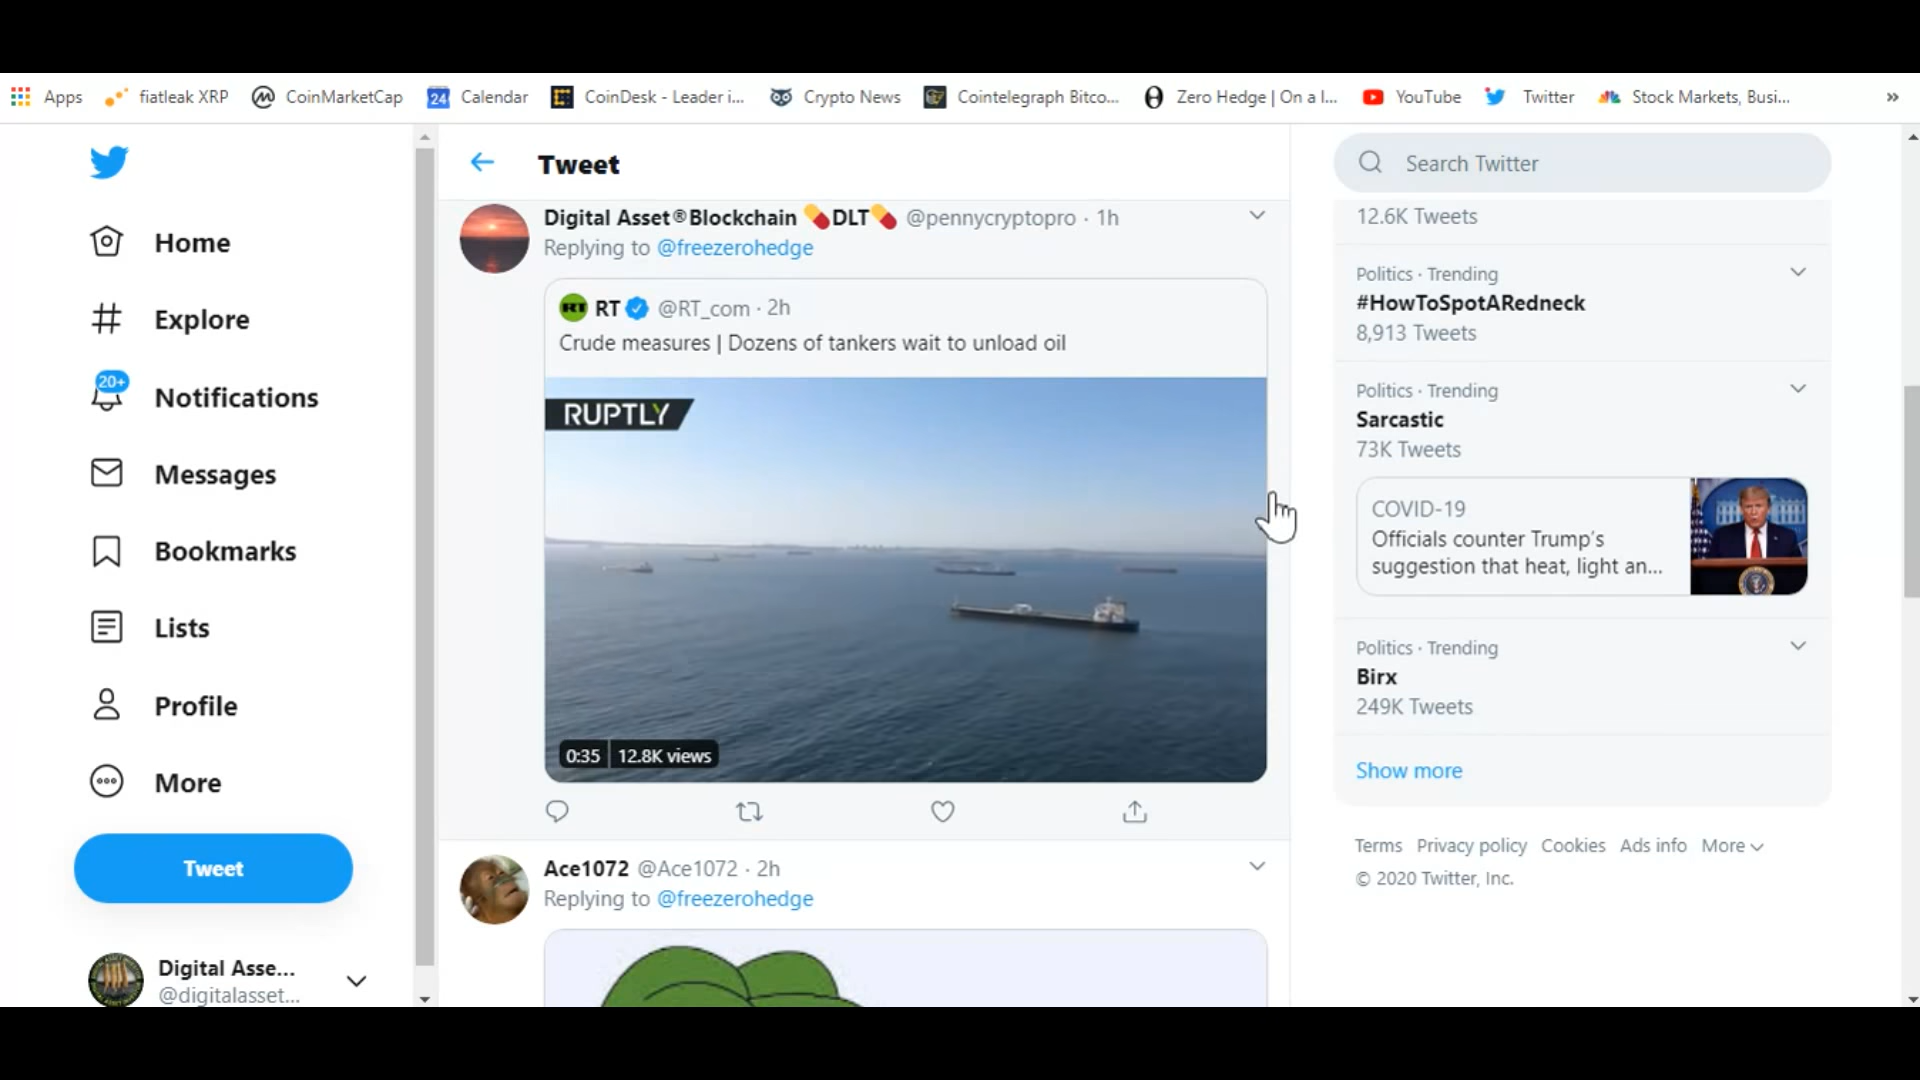 Apps fiatleak XRP CoinMarketCap 24 Calendar CoinDesk - Leader i... Crypto News Cointelegraph Bitco... Zero Hedge | On a l... YouTube Twitter Stock Markets, Busi... »
Home
Explore
20+
Notifications
Messages
Bookmarks
Lists
Profile
More
Tweet
Digital Asse...
@digitalasset...
Tweet
Digital Asset®Blockchain 💊DLT💊 @pennycryptopro · 1h
Replying to @freezerohedge
RT RT @RT_com · 2h
Crude measures | Dozens of tankers wait to unload oil
RUPTLY
0:35 12.8K views
Ace1072 @Ace1072 · 2h
Replying to @freezerohedge
Search Twitter
12.6K Tweets
Politics · Trending
#HowToSpotARedneck
8,913 Tweets
Politics · Trending
Sarcastic
73K Tweets
COVID-19
Officials counter Trump's
suggestion that heat, light an...
Politics · Trending
Birx
249K Tweets
Show more
Terms Privacy policy Cookies Ads info More
© 2020 Twitter, Inc.